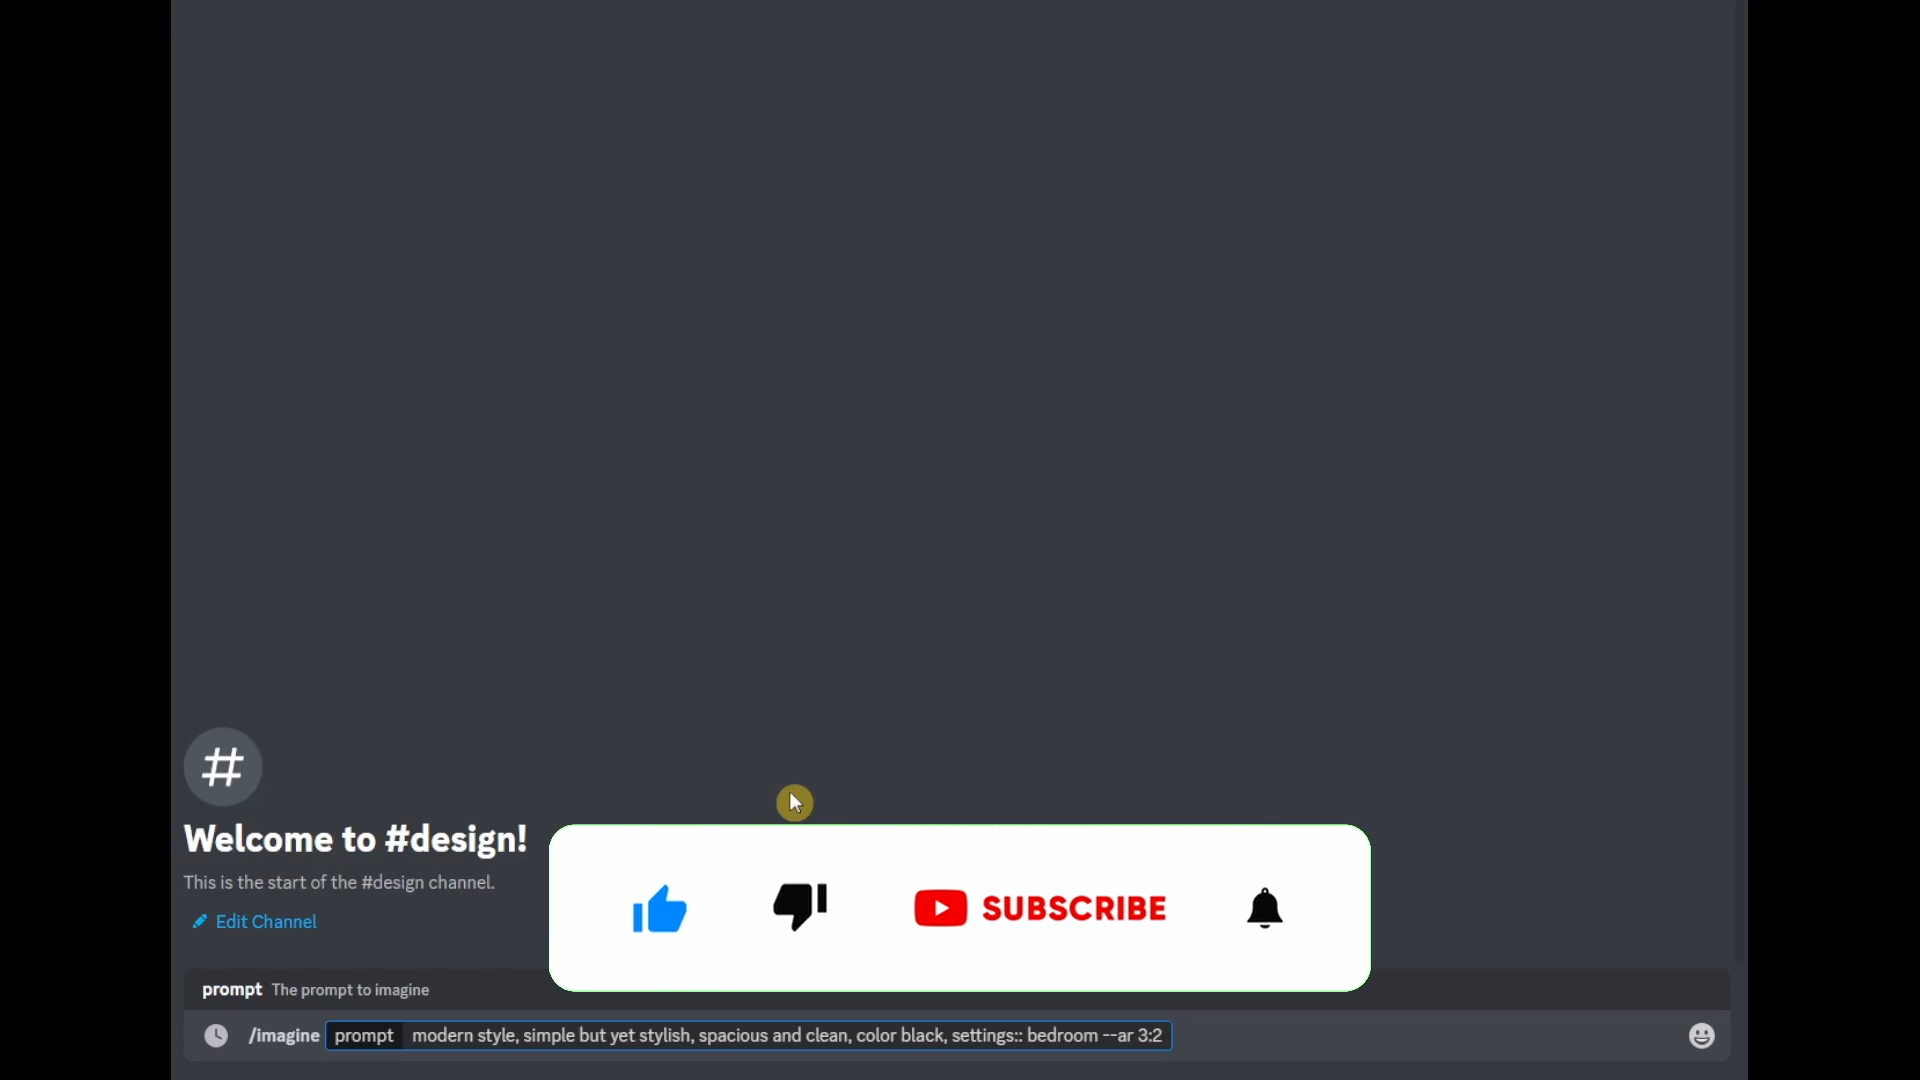 #
Welcome to #design!
This is the start of the #design channel.
Edit Channel
SUBSCRIBE
prompt The prompt to imagine
/imagine prompt modern style, simple but yet stylish, spacious and clean, color black, settings:: bedroom --ar 3:2